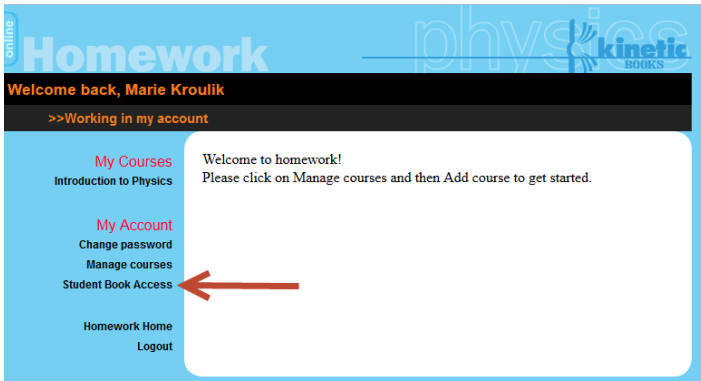 online
Homework
physics
kinetic
BOOKS
Welcome back, Marie Kroulik
>>Working in my account
My Courses
Introduction to Physics
My Account
Change password
Manage courses
Student Book Access
Homework Home
Logout
Welcome to homework!
Please click on Manage courses and then Add course to get started.